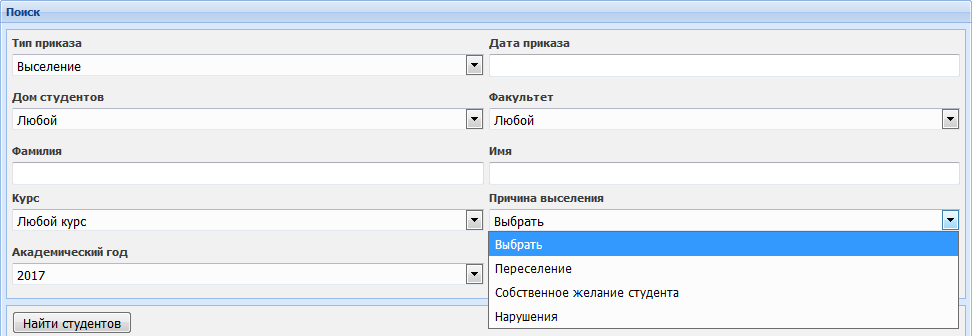 Поиск
Тип приказа
Дата приказа
Выселение
Дом студентов
Факультет
Любой
Любой
Фамилия
Имя
Курс
Причина выселения
Любой курс
Выбрать
Выбрать
Академический год
Переселение
2017
Собственное желание студента
Нарушения
Найти студентов